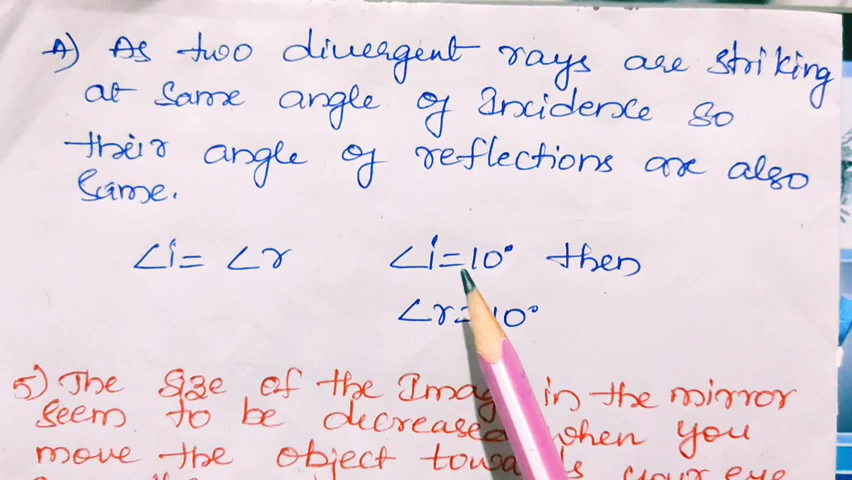 A) As two divergent rays are striking
at same angle of Incidence so
their angle of reflections are also
same.
∠i = ∠r ∠i = 10° then
∠r = 10°
5) The size of the Image in the mirror
seem to be decreased when you
move the object towards your eye